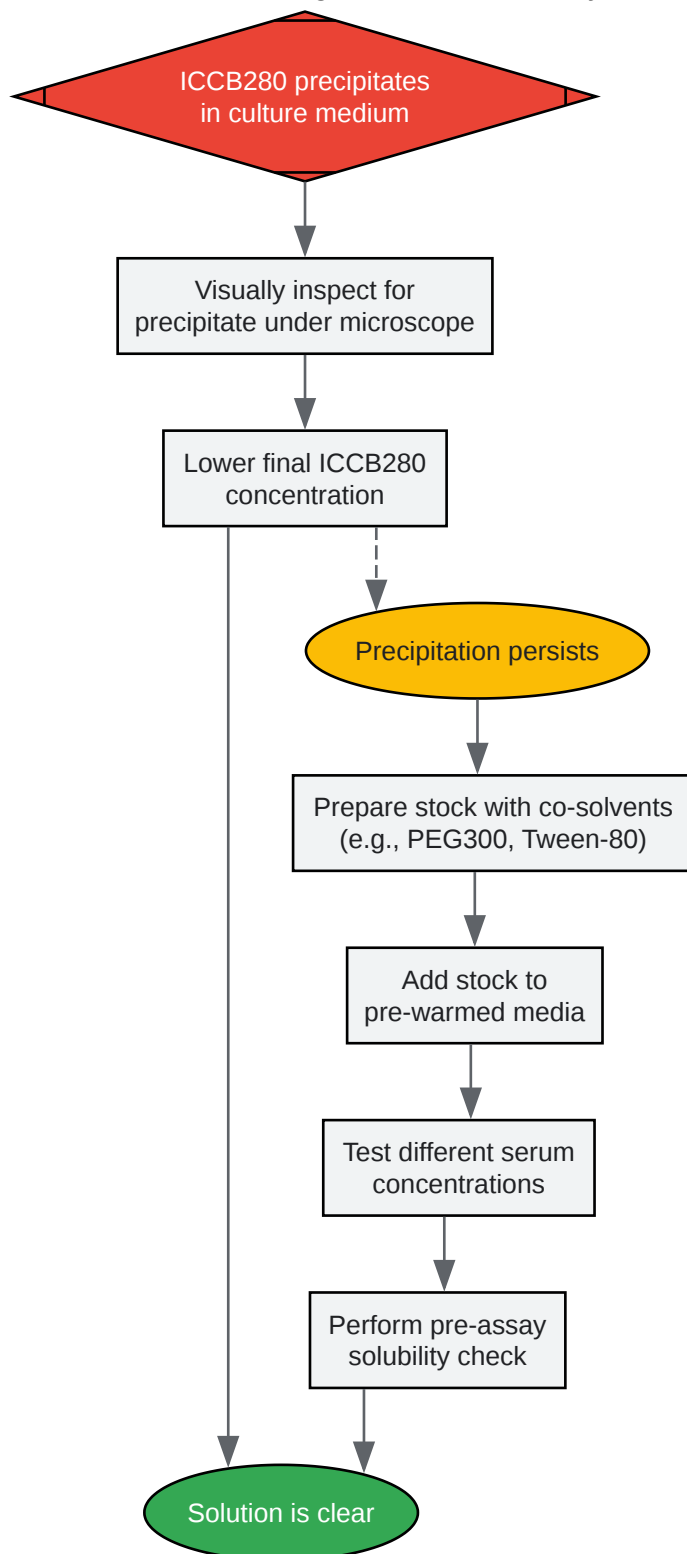 ICCB280 precipitates
in culture medium
Visually inspect for
precipitate under microscope
Lower final ICCB280
concentration
Precipitation persists
Prepare stock with co-solvents
(e.g., PEG300, Tween-80)
Add stock to
pre-warmed media
Test different serum
concentrations
Perform pre-assay
solubility check
Solution is clear